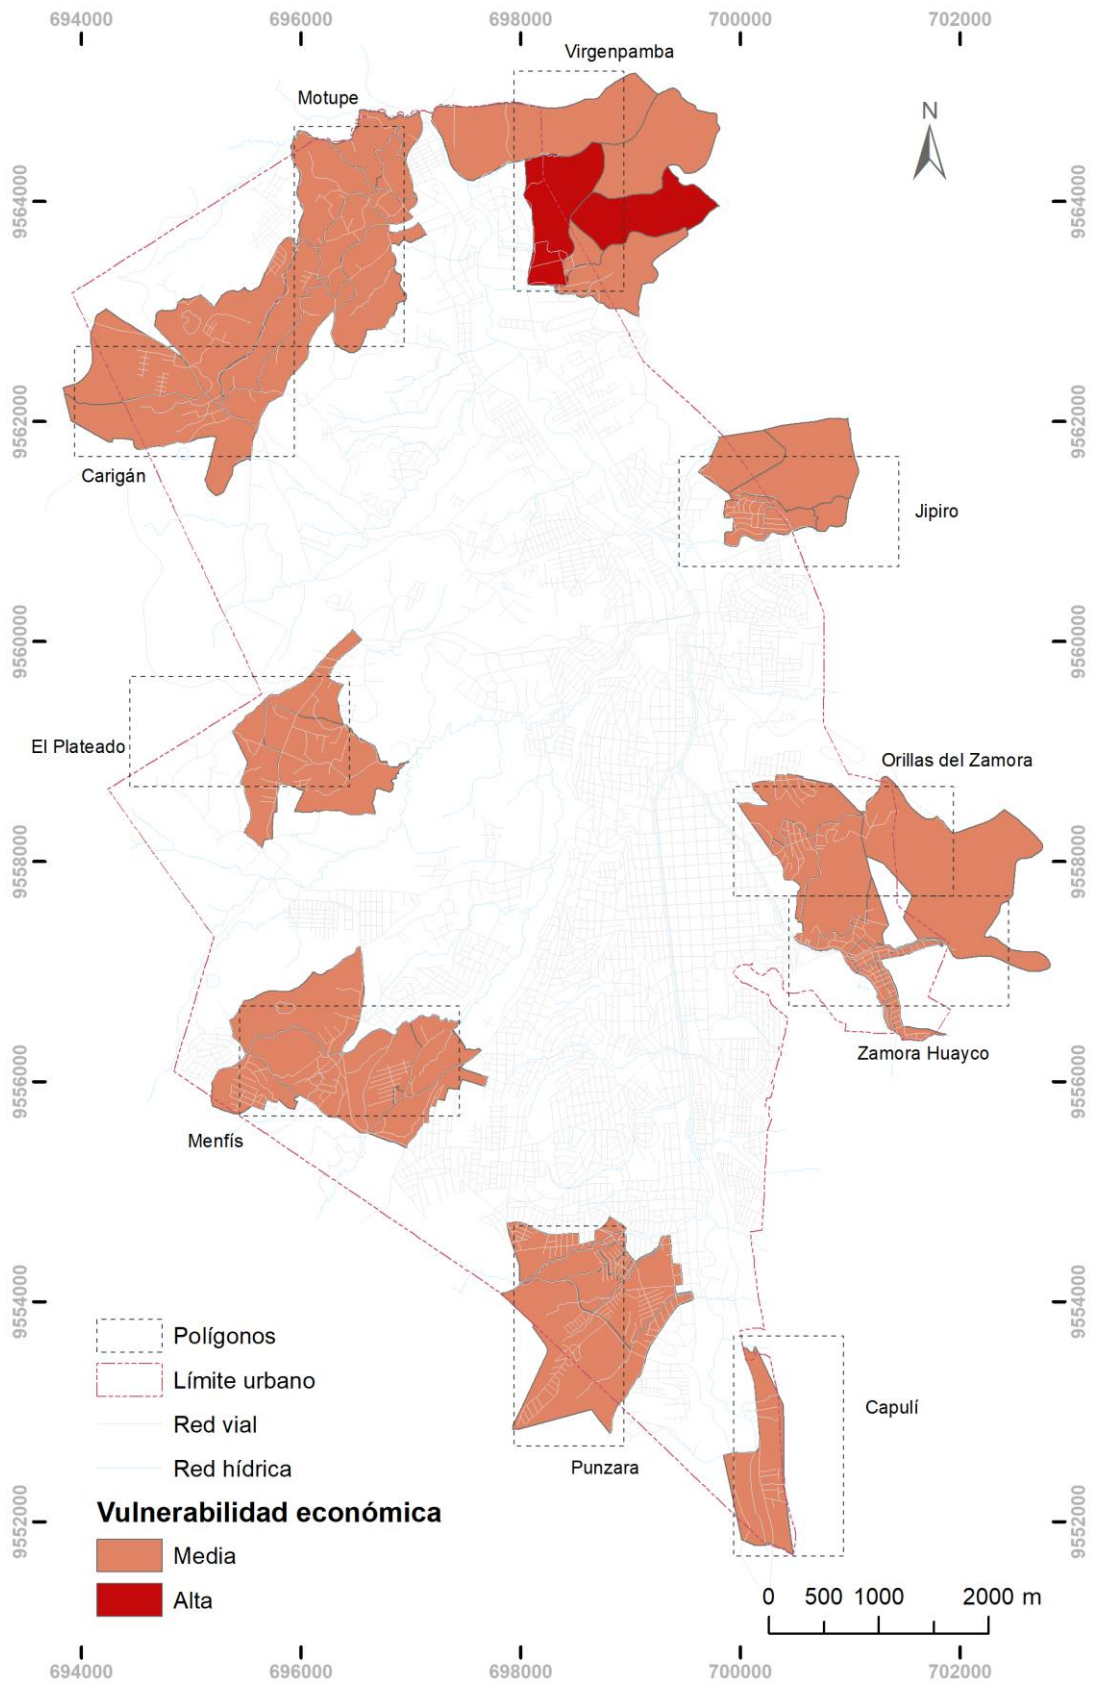 694000 696000 698000 700000 702000
Virgenpamba
Motupe
N
9564000 9564000
9562000 9562000
Carigán
Jipiro
9560000 9560000
El Plateado
Orillas del Zamora
9558000 9558000
Zamora Huayco
9556000 9556000
Menfís
9554000 9554000
Polígonos
Límite urbano
Capulí
Red vial
Red hídrica
Punzara
Vulnerabilidad económica
9552000 9552000
Media
Alta
0 500 1000 2000 m
694000 696000 698000 700000 702000